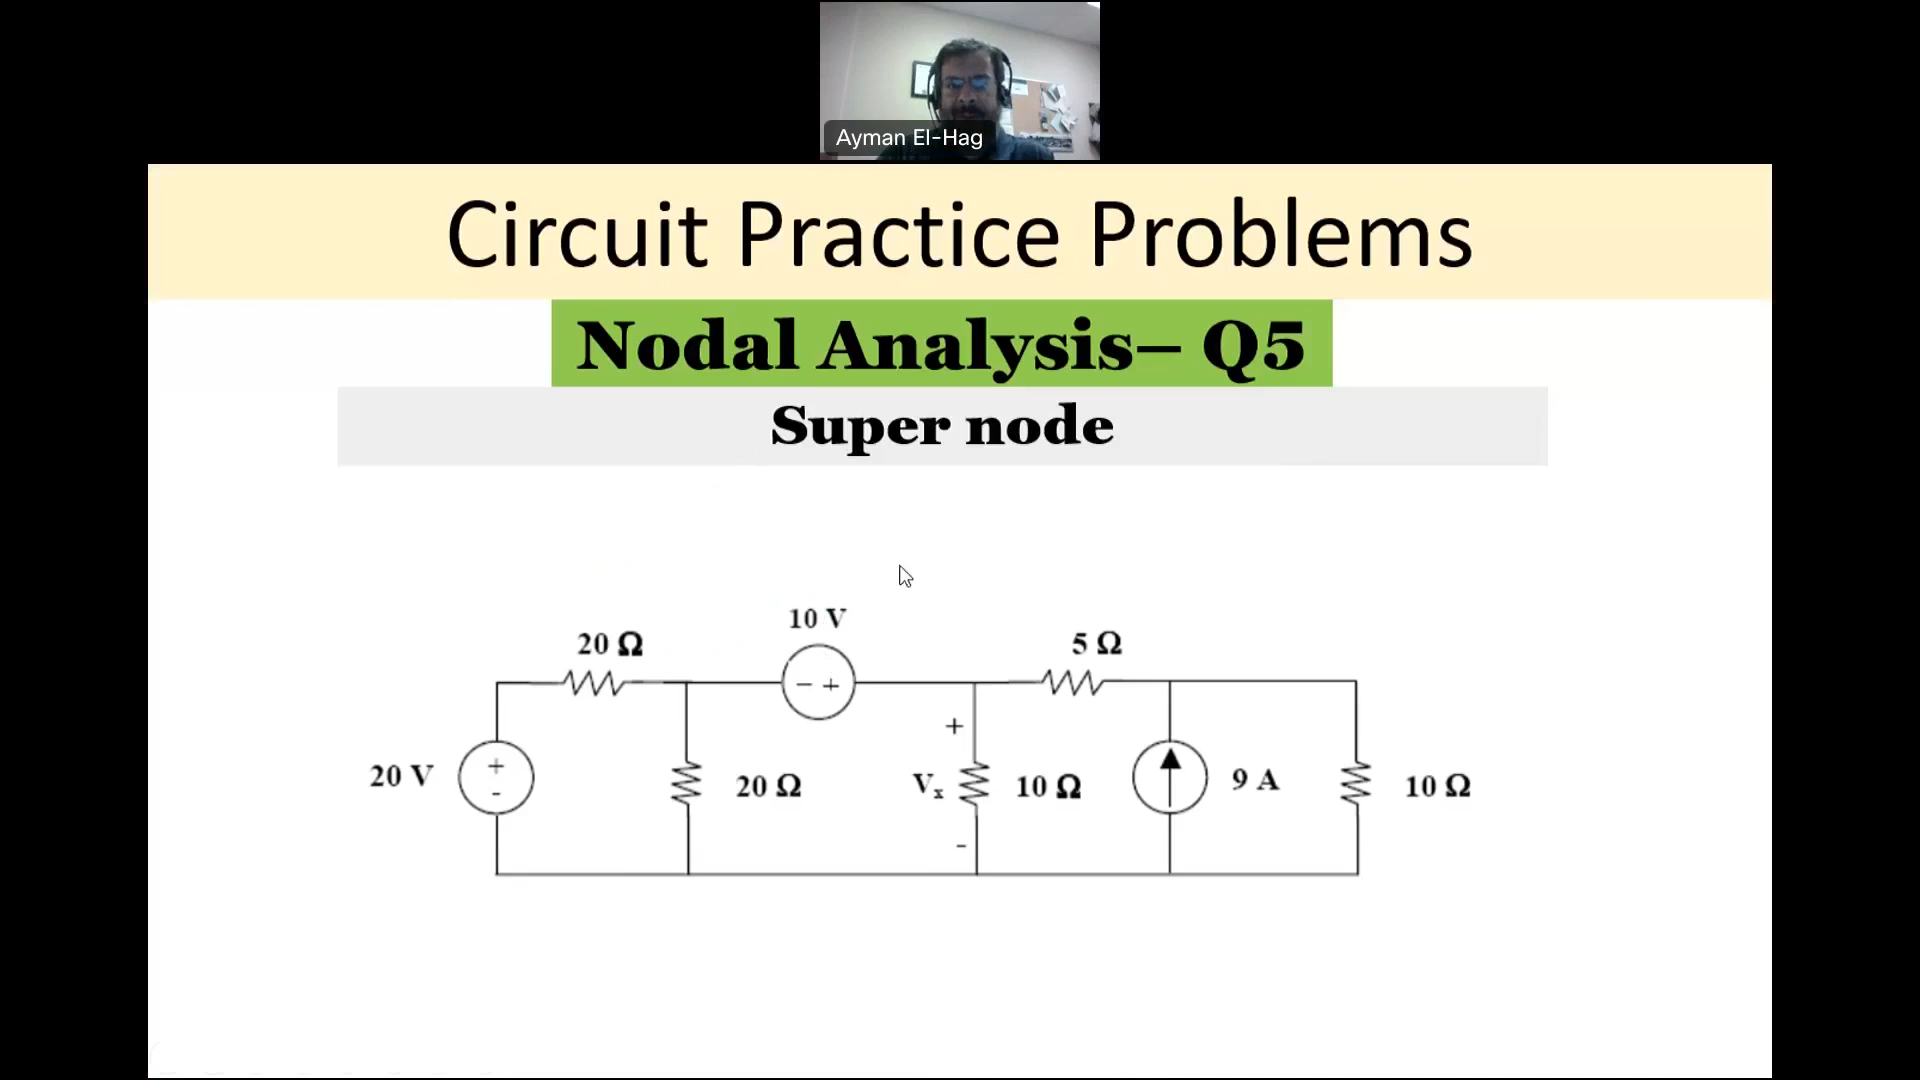 Ayman El-Hag
Circuit Practice Problems
Nodal Analysis– Q5
Super node
10 V
20 Ω
5 Ω
- +
+
20 V
+
-
20 Ω
Vx
10 Ω
9 A
10 Ω
-